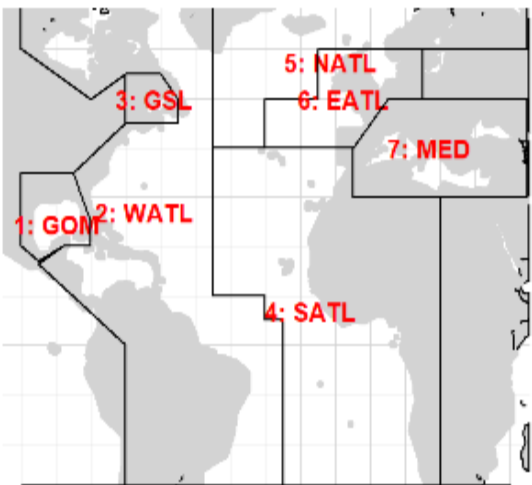 5: NATL
3: GSL
6: EATL
7: MED
1: GOM
2: WATL
4: SATL